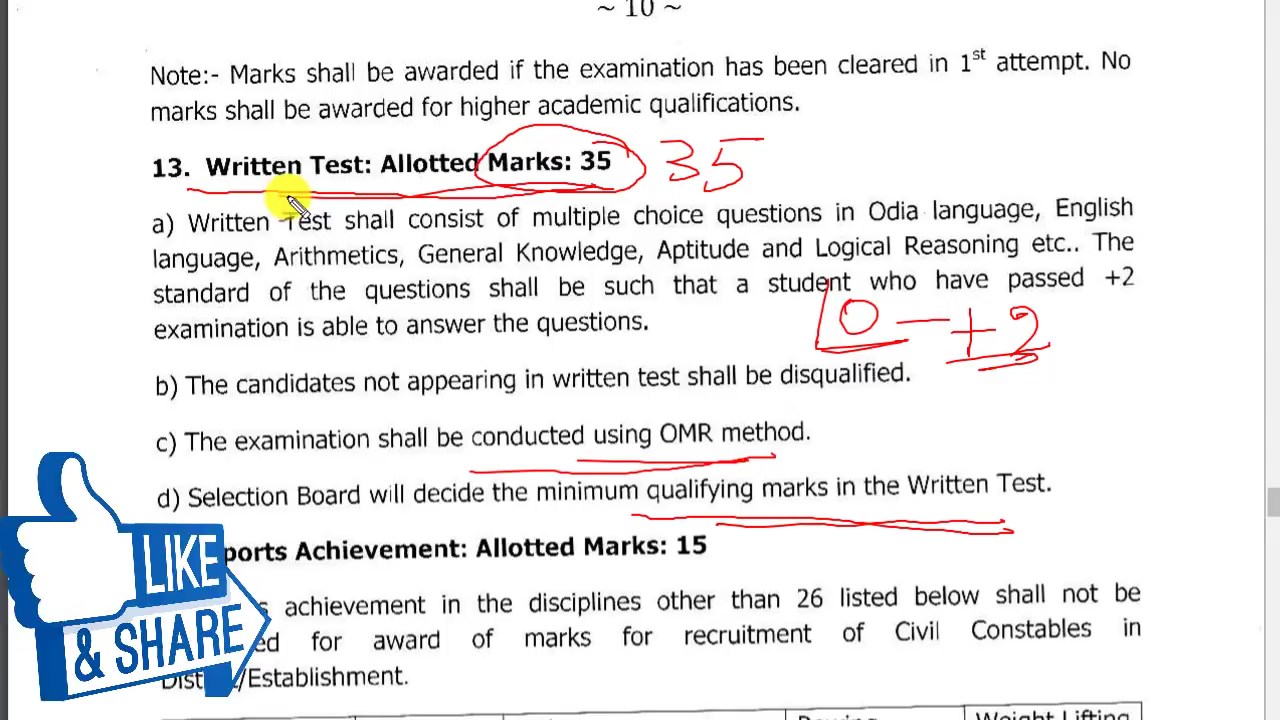 ~ 10 ~
Note:- Marks shall be awarded if the examination has been cleared in 1st attempt. No
marks shall be awarded for higher academic qualifications.
13. Written Test: Allotted Marks: 35 35
a) Written Test shall consist of multiple choice questions in Odia language, English
language, Arithmetics, General Knowledge, Aptitude and Logical Reasoning etc.. The
standard of the questions shall be such that a student who have passed +2
examination is able to answer the questions.
10 — +2
b) The candidates not appearing in written test shall be disqualified.
c) The examination shall be conducted using OMR method.
d) Selection Board will decide the minimum qualifying marks in the Written Test.
ports Achievement: Allotted Marks: 15
achievement in the disciplines other than 26 listed below shall not be
for award of marks for recruitment of Civil Constables in
/Establishment.
Weight Lifting
LIKE
& SHARE